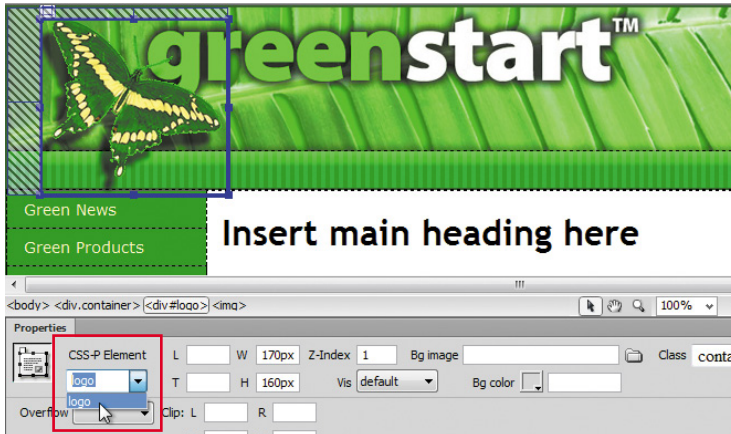 greenstart™
Green News
Green Products
Insert main heading here
<body> <div.container> <div#logo> <img> 100%
Properties
CSS-P Element L W 170px Z-Index 1 Bg image Class conta
logo T H 160px Vis default Bg color
logo
Overflow Clip: L R